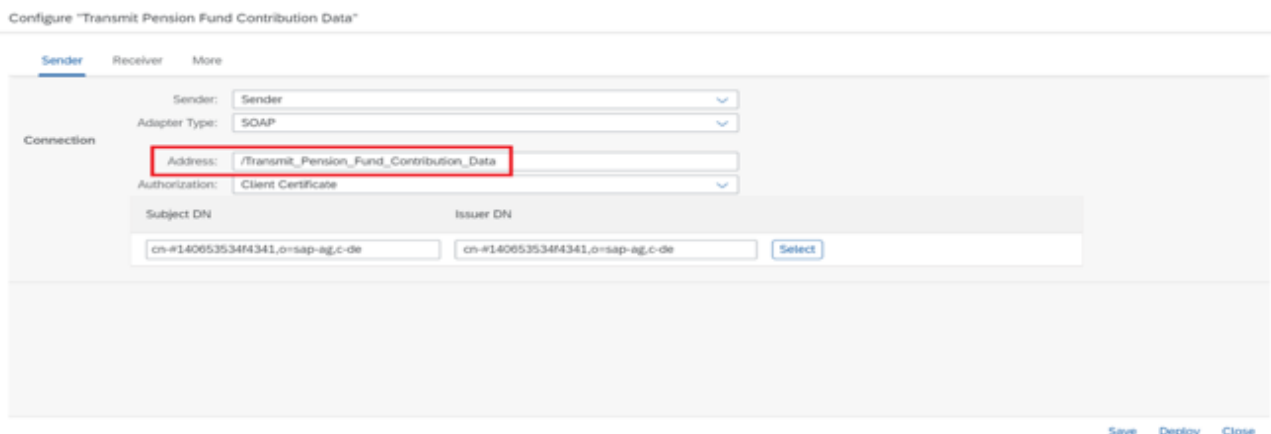 Configure "Transmit Pension Fund Contribution Data"
Sender Receiver More
Sender: Sender
Adapter Type: SOAP
Connection
Address: /Transmit_Pension_Fund_Contribution_Data
Authorization: Client Certificate
Subject DN Issuer DN
cn-#140653534f4341,o=sap-ag,c-de cn-#140653534f4341,o=sap-ag,c-de Select
Save Deploy Close